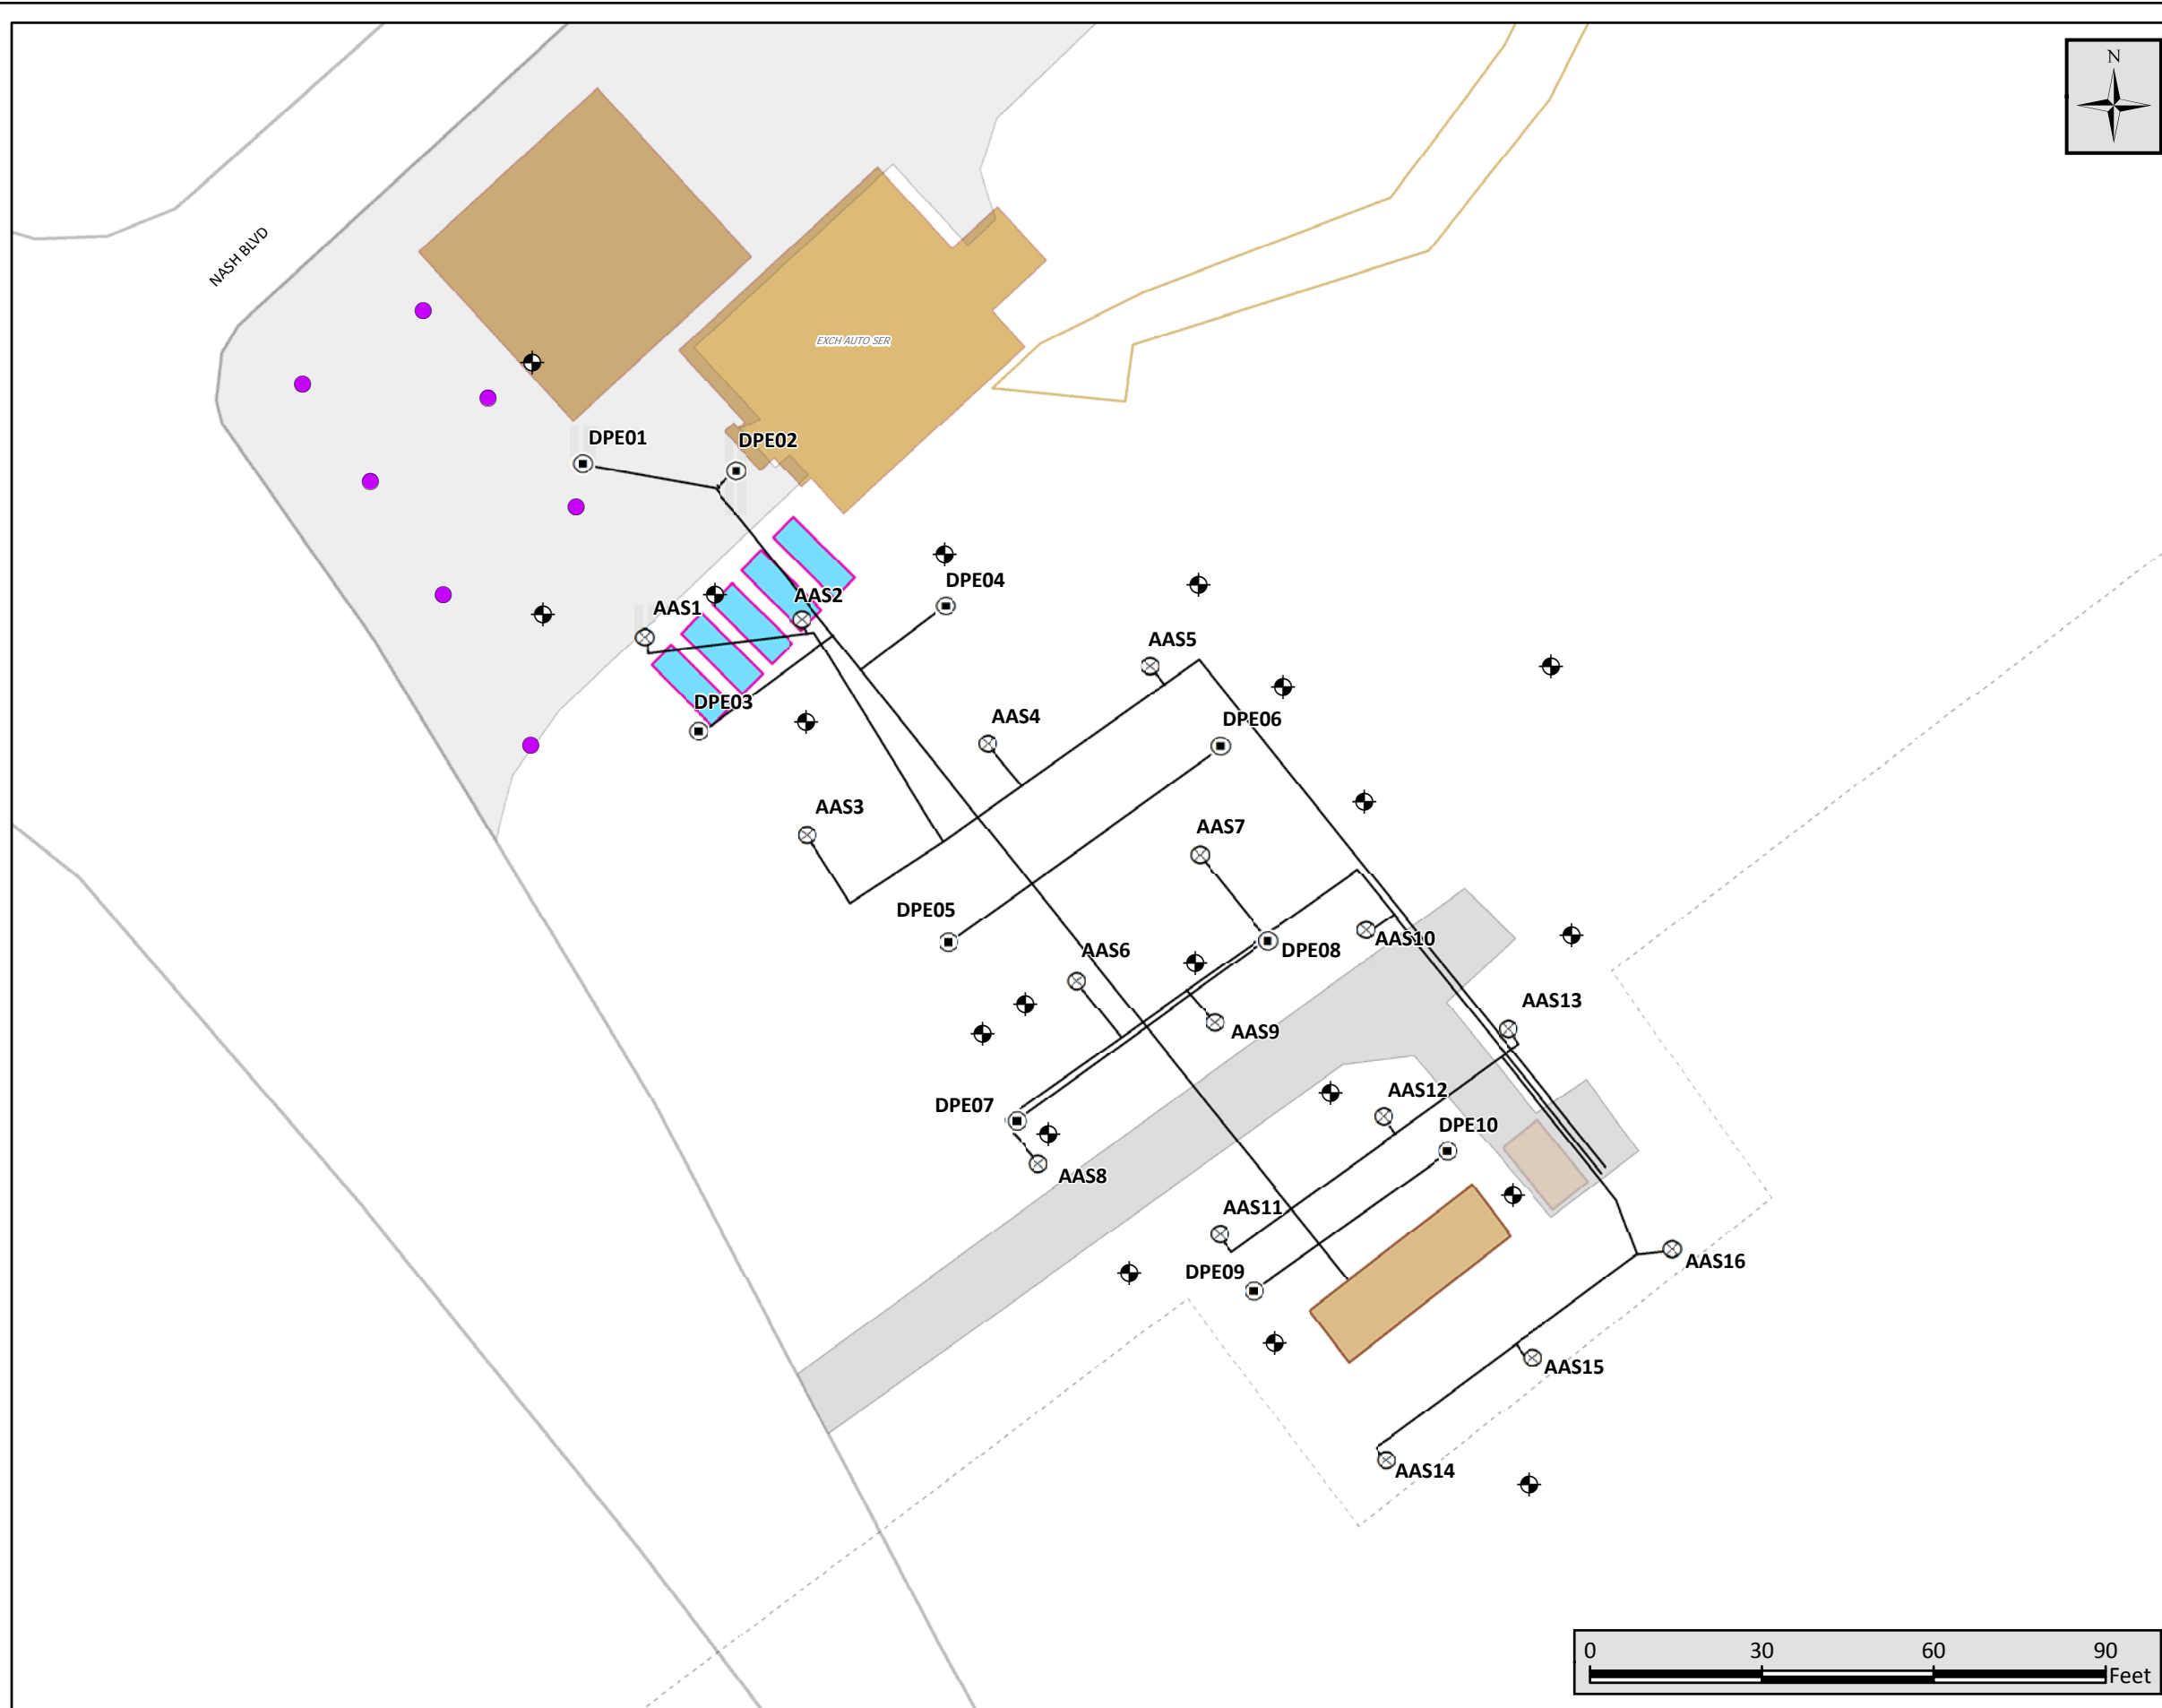 N
NASH BLVD
EXCH AUTO SER
DPE01
DPE02
DPE04
AAS2
AAS1
AAS5
DPE03
AAS4
DPE06
AAS3
AAS7
DPE05
AAS10
AAS6
DPE08
AAS13
AAS9
AAS12
DPE07
DPE10
AAS8
AAS11
AAS16
DPE09
AAS15
AAS14
0 30 60 90
Feet